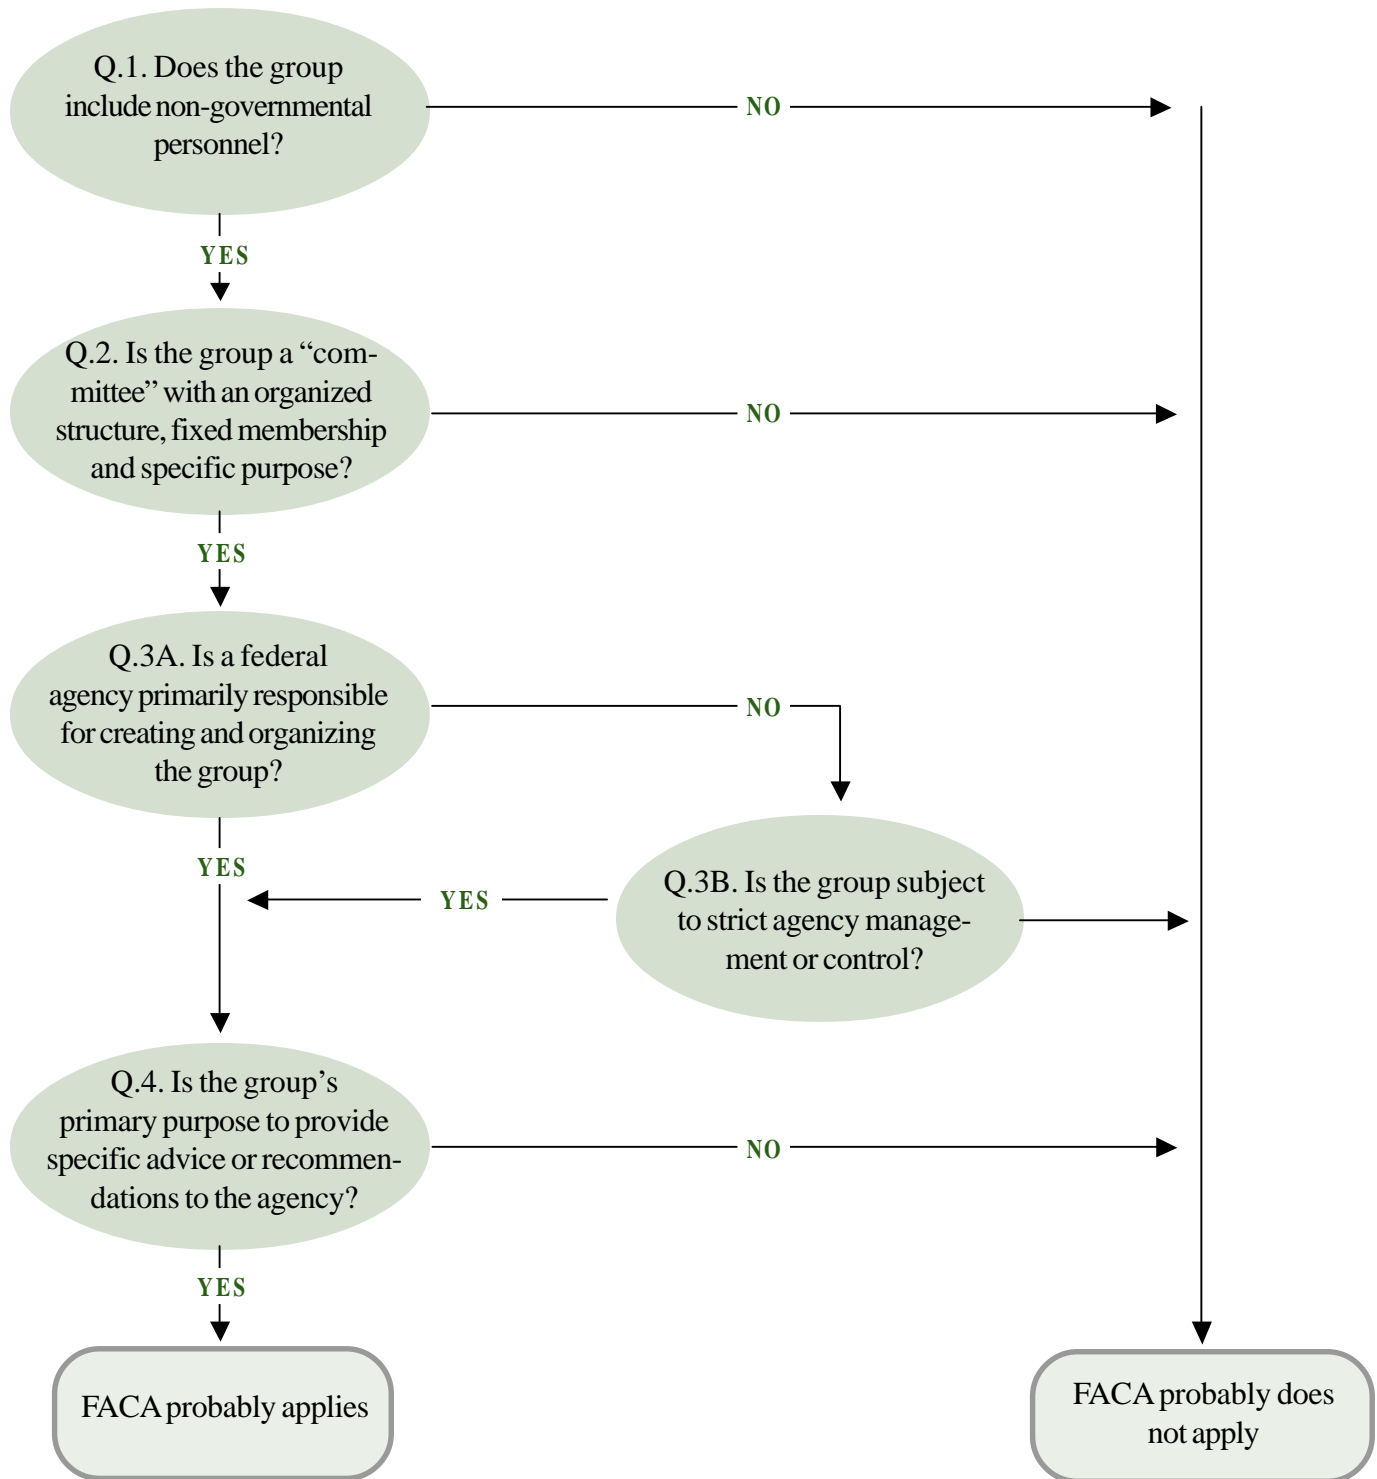 Q.1. Does the group
include non-governmental
personnel?
NO
YES
Q.2. Is the group a “com-
mittee” with an organized
structure, fixed membership
and specific purpose?
NO
YES
Q.3A. Is a federal
agency primarily responsible
for creating and organizing
the group?
NO
YES
Q.3B. Is the group subject
to strict agency manage-
ment or control?
YES
Q.4. Is the group’s
primary purpose to provide
specific advice or recommen-
dations to the agency?
NO
YES
FACA probably applies
FACA probably does
not apply